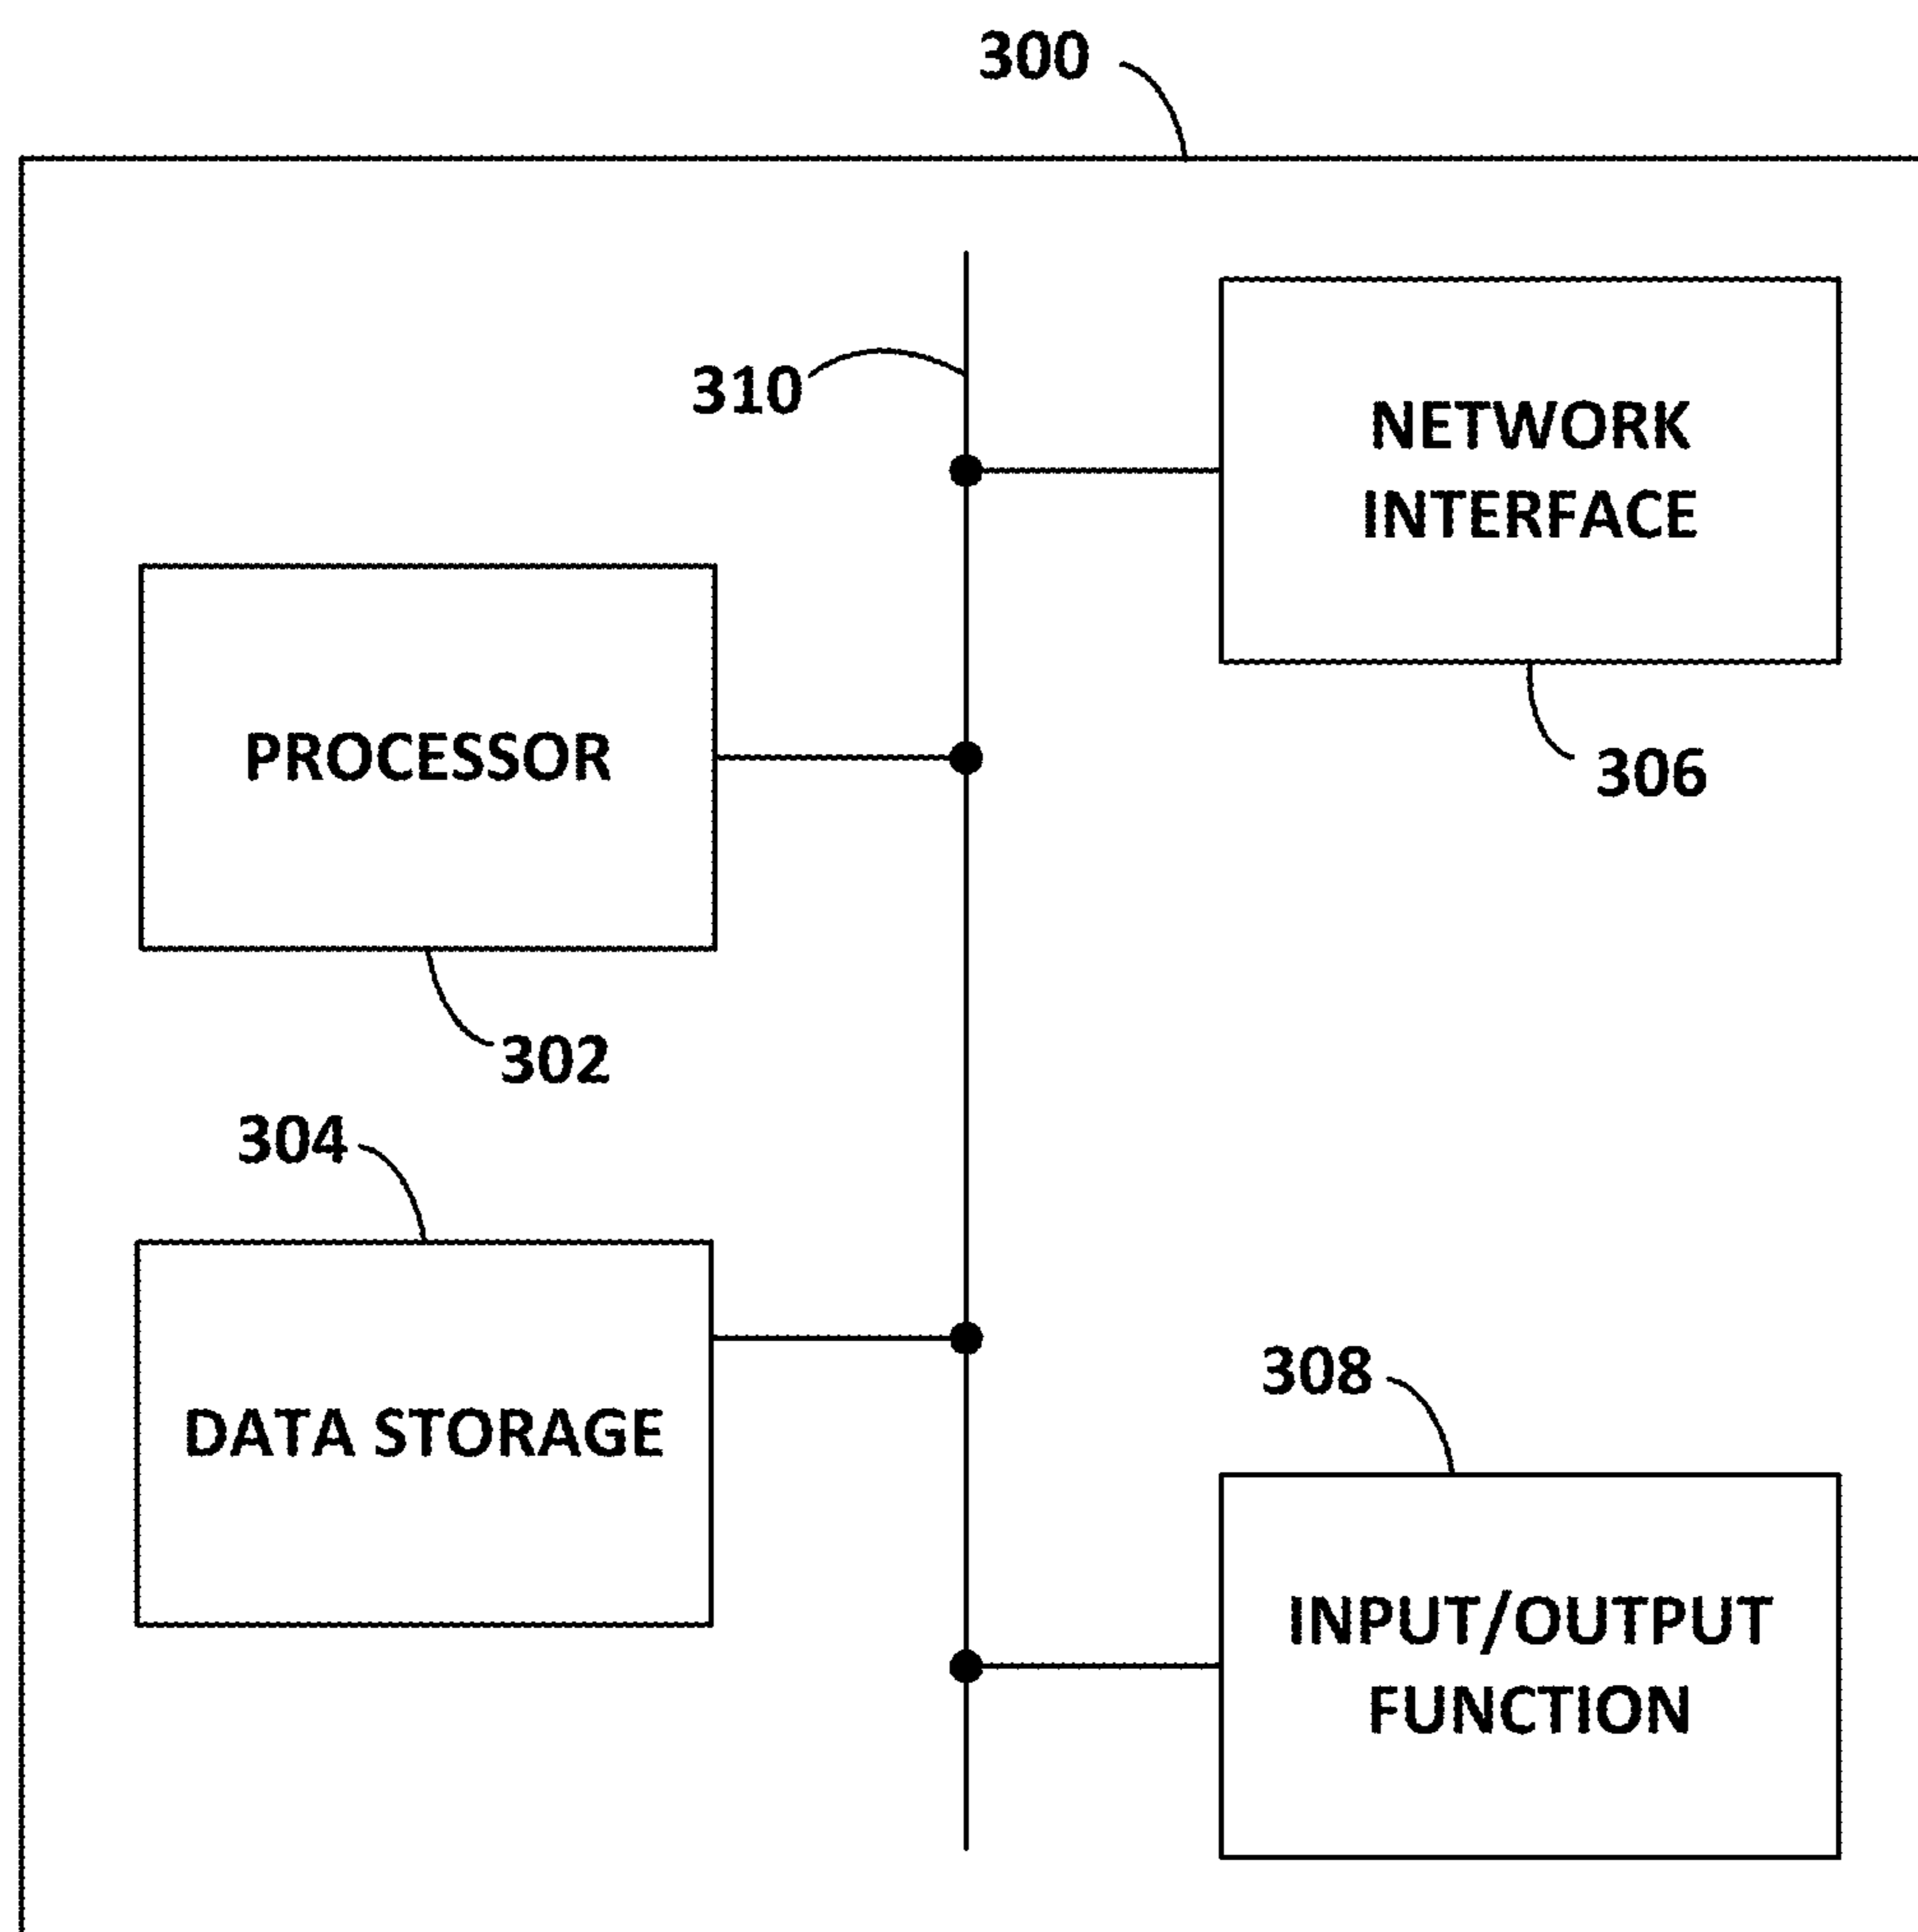 300
310
NETWORK
INTERFACE
PROCESSOR
306
302
304
308
DATA STORAGE
INPUT/OUTPUT
FUNCTION